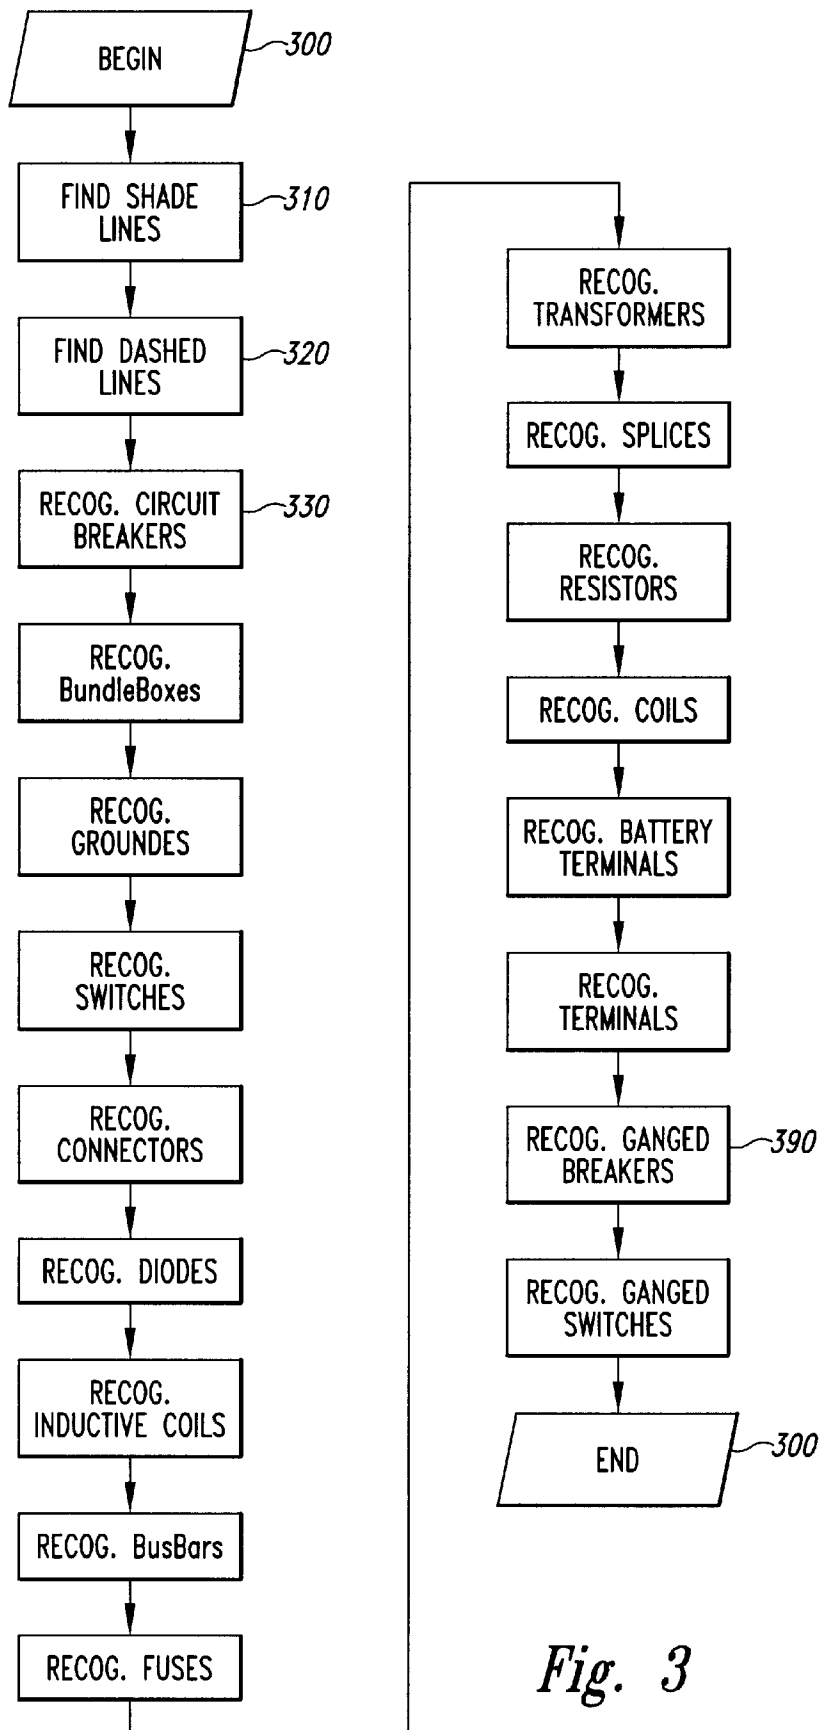 BEGIN
300
FIND SHADE
LINES
310
FIND DASHED
LINES
320
RECOG. CIRCUIT
BREAKERS
330
RECOG.
BundleBoxes
RECOG.
GROUNDES
RECOG.
SWITCHES
RECOG.
CONNECTORS
RECOG. DIODES
RECOG.
INDUCTIVE COILS
RECOG. BusBars
RECOG. FUSES
RECOG.
TRANSFORMERS
RECOG. SPLICES
RECOG.
RESISTORS
RECOG. COILS
RECOG. BATTERY
TERMINALS
RECOG.
TERMINALS
RECOG. GANGED
BREAKERS
390
RECOG. GANGED
SWITCHES
END
300
Fig. 3